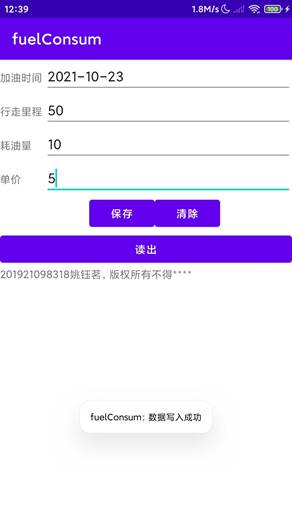 12:39 1.8M/s 100
fuelConsum
加油时间 2021-10-23
行走里程 50
耗油量 10
单价 5
保存 清除
读出
201921098318姚钰茗，版权所有不得****
fuelConsum：数据写入成功